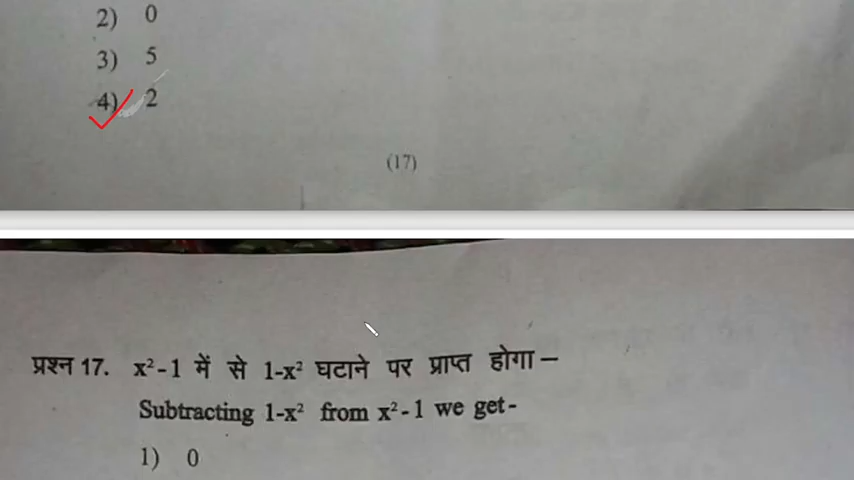 2) 0
3) 5
4) 2
(17)
प्रश्न 17. x²-1 में से 1-x² घटाने पर प्राप्त होगा –
Subtracting 1-x² from x²-1 we get-
1) 0